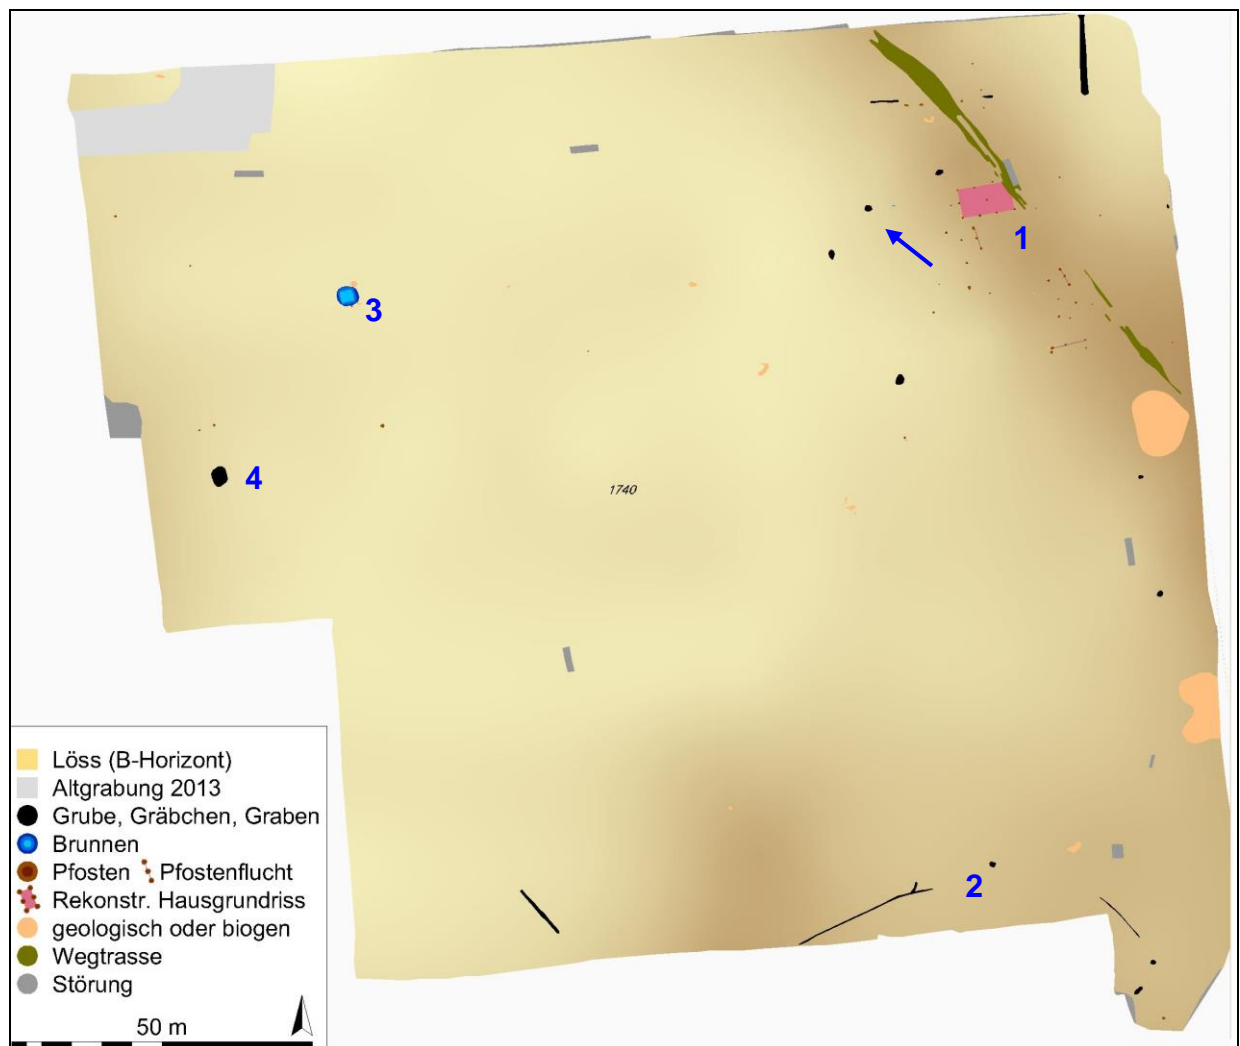 1
3
4
1740
2
Löss (B-Horizont)
Altgrabung 2013
Grube, Gräbchen, Graben
Brunnen
Pfosten Pfostenflucht
Rekonstr. Hausgrundriss
geologisch oder biogen
Wegtrasse
Störung
50 m